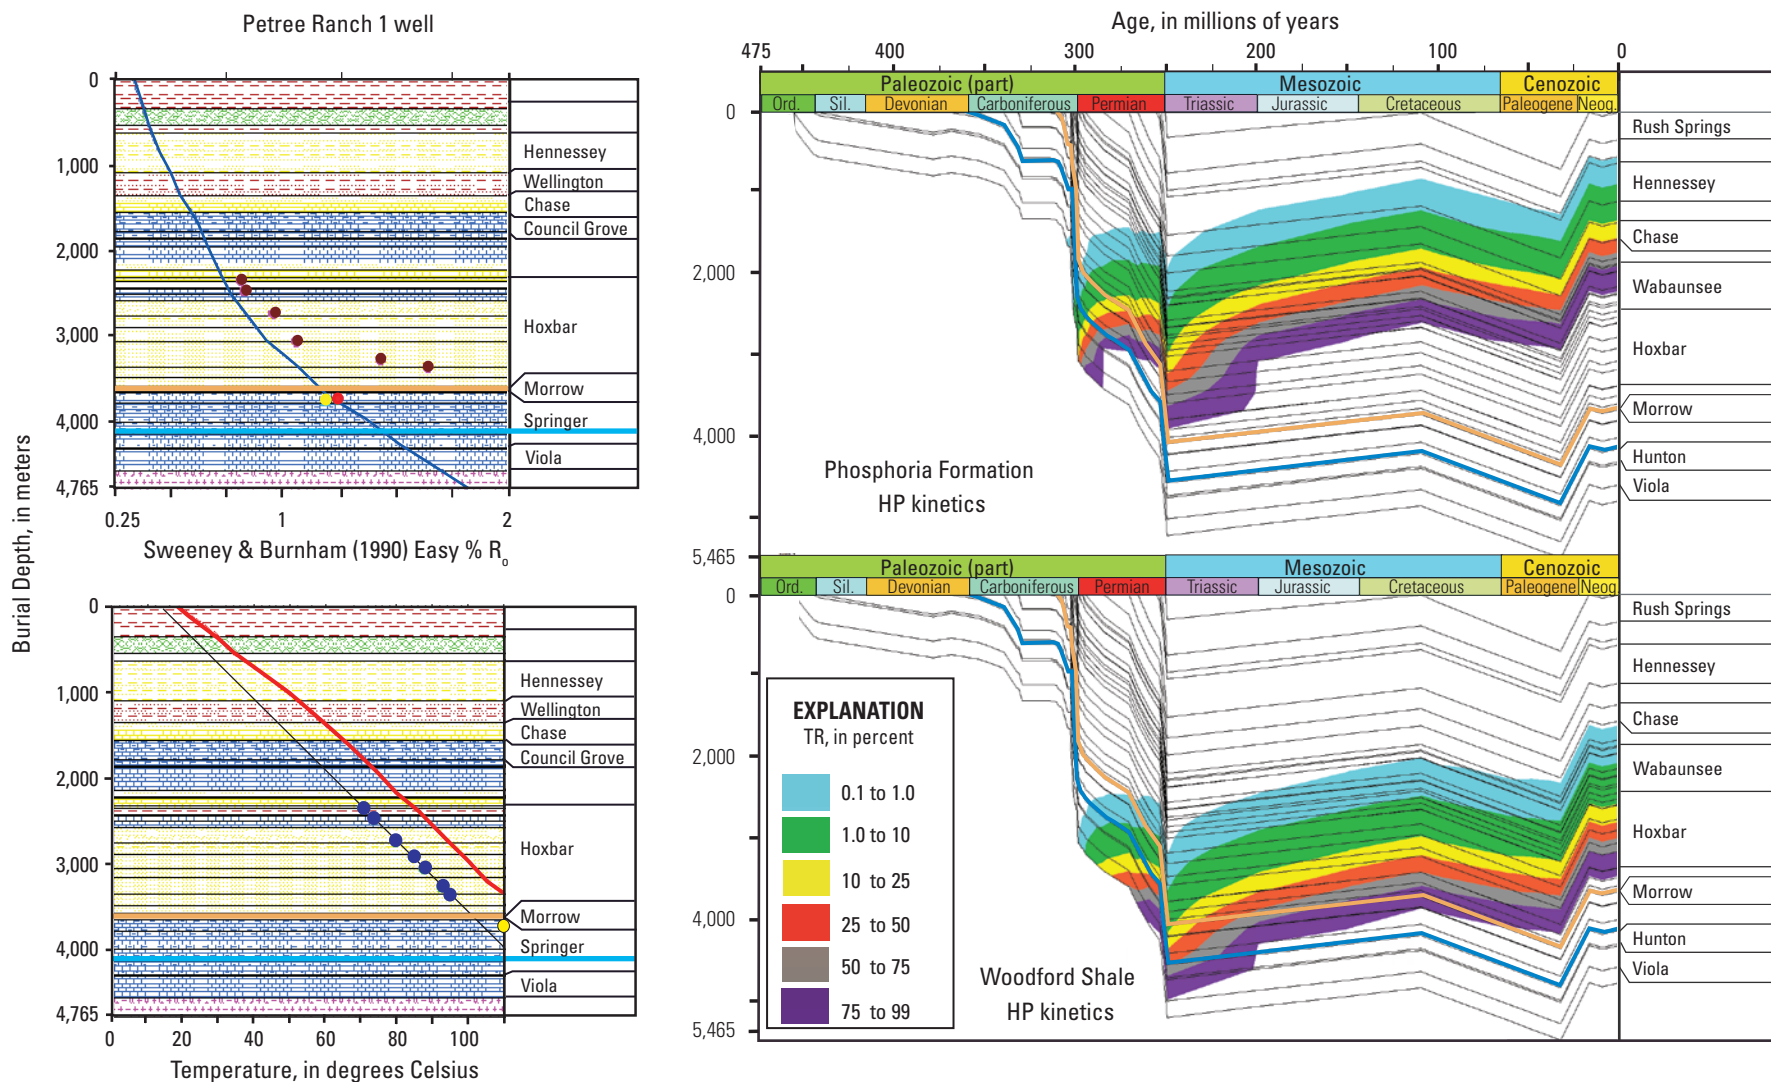 Petree Ranch 1 well
0
1,000
2,000
3,000
4,000
4,765
Hennessey
Wellington
Chase
Council Grove
Hoxbar
Morrow
Springer
Viola
0.25 1 2
Sweeney & Burnham (1990) Easy % Ro
Burial Depth, in meters
0
1,000
2,000
3,000
4,000
4,765
Hennessey
Wellington
Chase
Council Grove
Hoxbar
Morrow
Springer
Viola
0 20 40 60 80 100
Temperature, in degrees Celsius
Age, in millions of years
475 400 300 200 100 0
Paleozoic (part) Mesozoic Cenozoic
Ord. Sil. Devonian Carboniferous Permian Triassic Jurassic Cretaceous Paleogene Neog.
0
2,000
4,000
5,465
Rush Springs
Hennessey
Chase
Wabaunsee
Hoxbar
Morrow
Hunton
Viola
Phosphoria Formation
HP kinetics
Paleozoic (part) Mesozoic Cenozoic
Ord. Sil. Devonian Carboniferous Permian Triassic Jurassic Cretaceous Paleogene Neog.
0
2,000
4,000
5,465
Rush Springs
Hennessey
Chase
Wabaunsee
Hoxbar
Morrow
Hunton
Viola
EXPLANATION
TR, in percent
0.1 to 1.0
1.0 to 10
10 to 25
25 to 50
50 to 75
75 to 99
Woodford Shale
HP kinetics